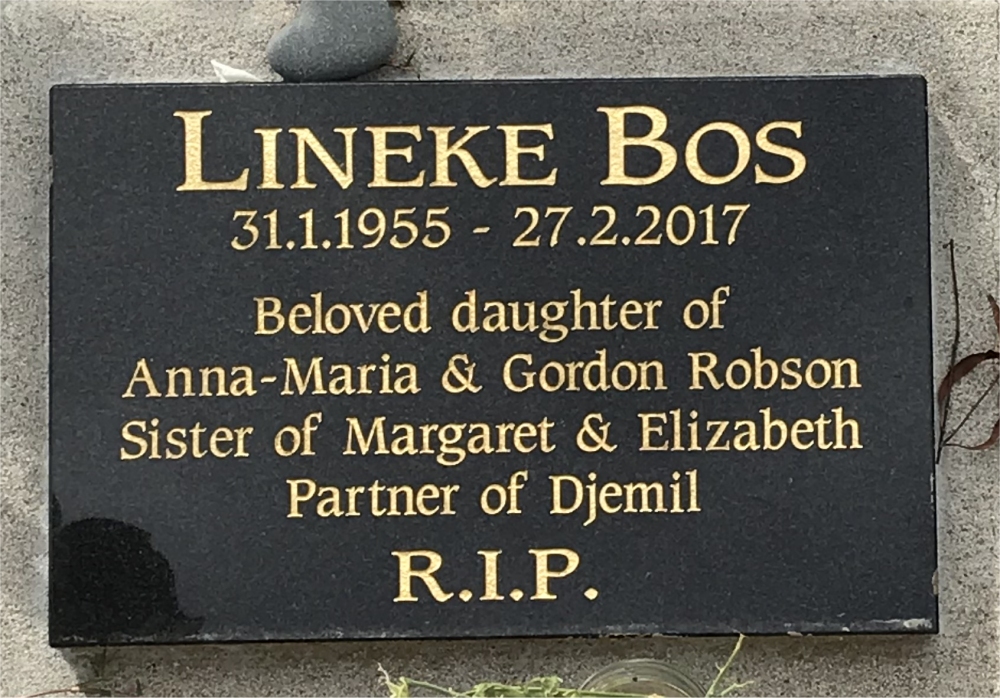 LINEKE BOS
31.1.1955 - 27.2.2017
Beloved daughter of
Anna-Maria & Gordon Robson
Sister of Margaret & Elizabeth
Partner of Djemil
R.I.P.